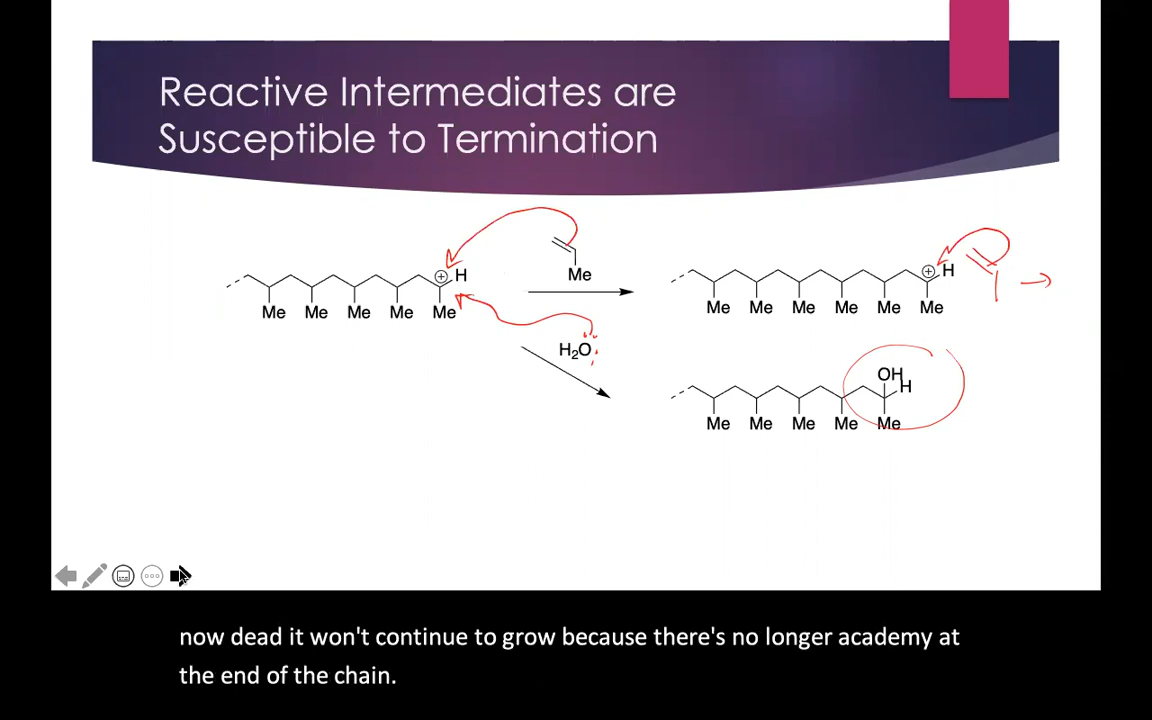 Reactive Intermediates are
Susceptible to Termination
⊕ H
Me
Me Me Me Me Me
H₂O
⊕ H
Me Me Me Me Me Me
OH
H
Me Me Me Me Me
now dead it won't continue to grow because there's no longer academy at
the end of the chain.